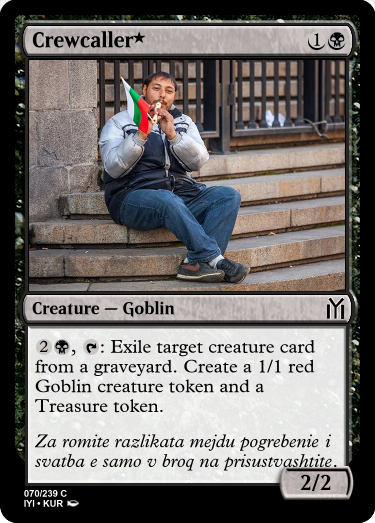 Crewcaller★
1
Creature — Goblin
2, : Exile target creature card
from a graveyard. Create a 1/1 red
Goblin creature token and a
Treasure token.
Za romite razlikata mejdu pogrebenie i
svatba e samo v broq na prisustvashtite.
2/2
070/239 C
IYI • KUR